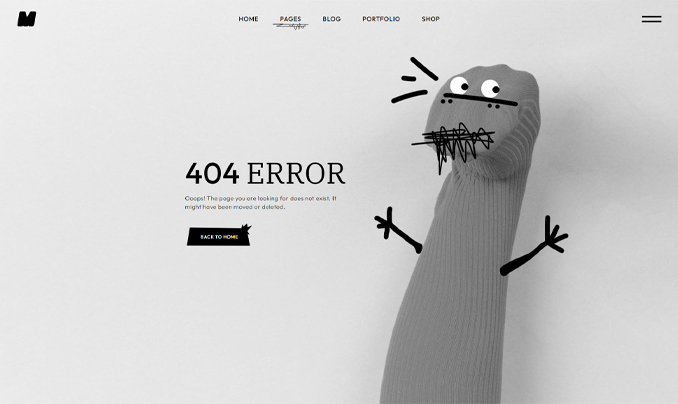 M
HOME PAGES BLOG PORTFOLIO SHOP
404 ERROR
Ooops! The page you are looking for does not exist. It
might have been moved or deleted.
BACK TO HOME